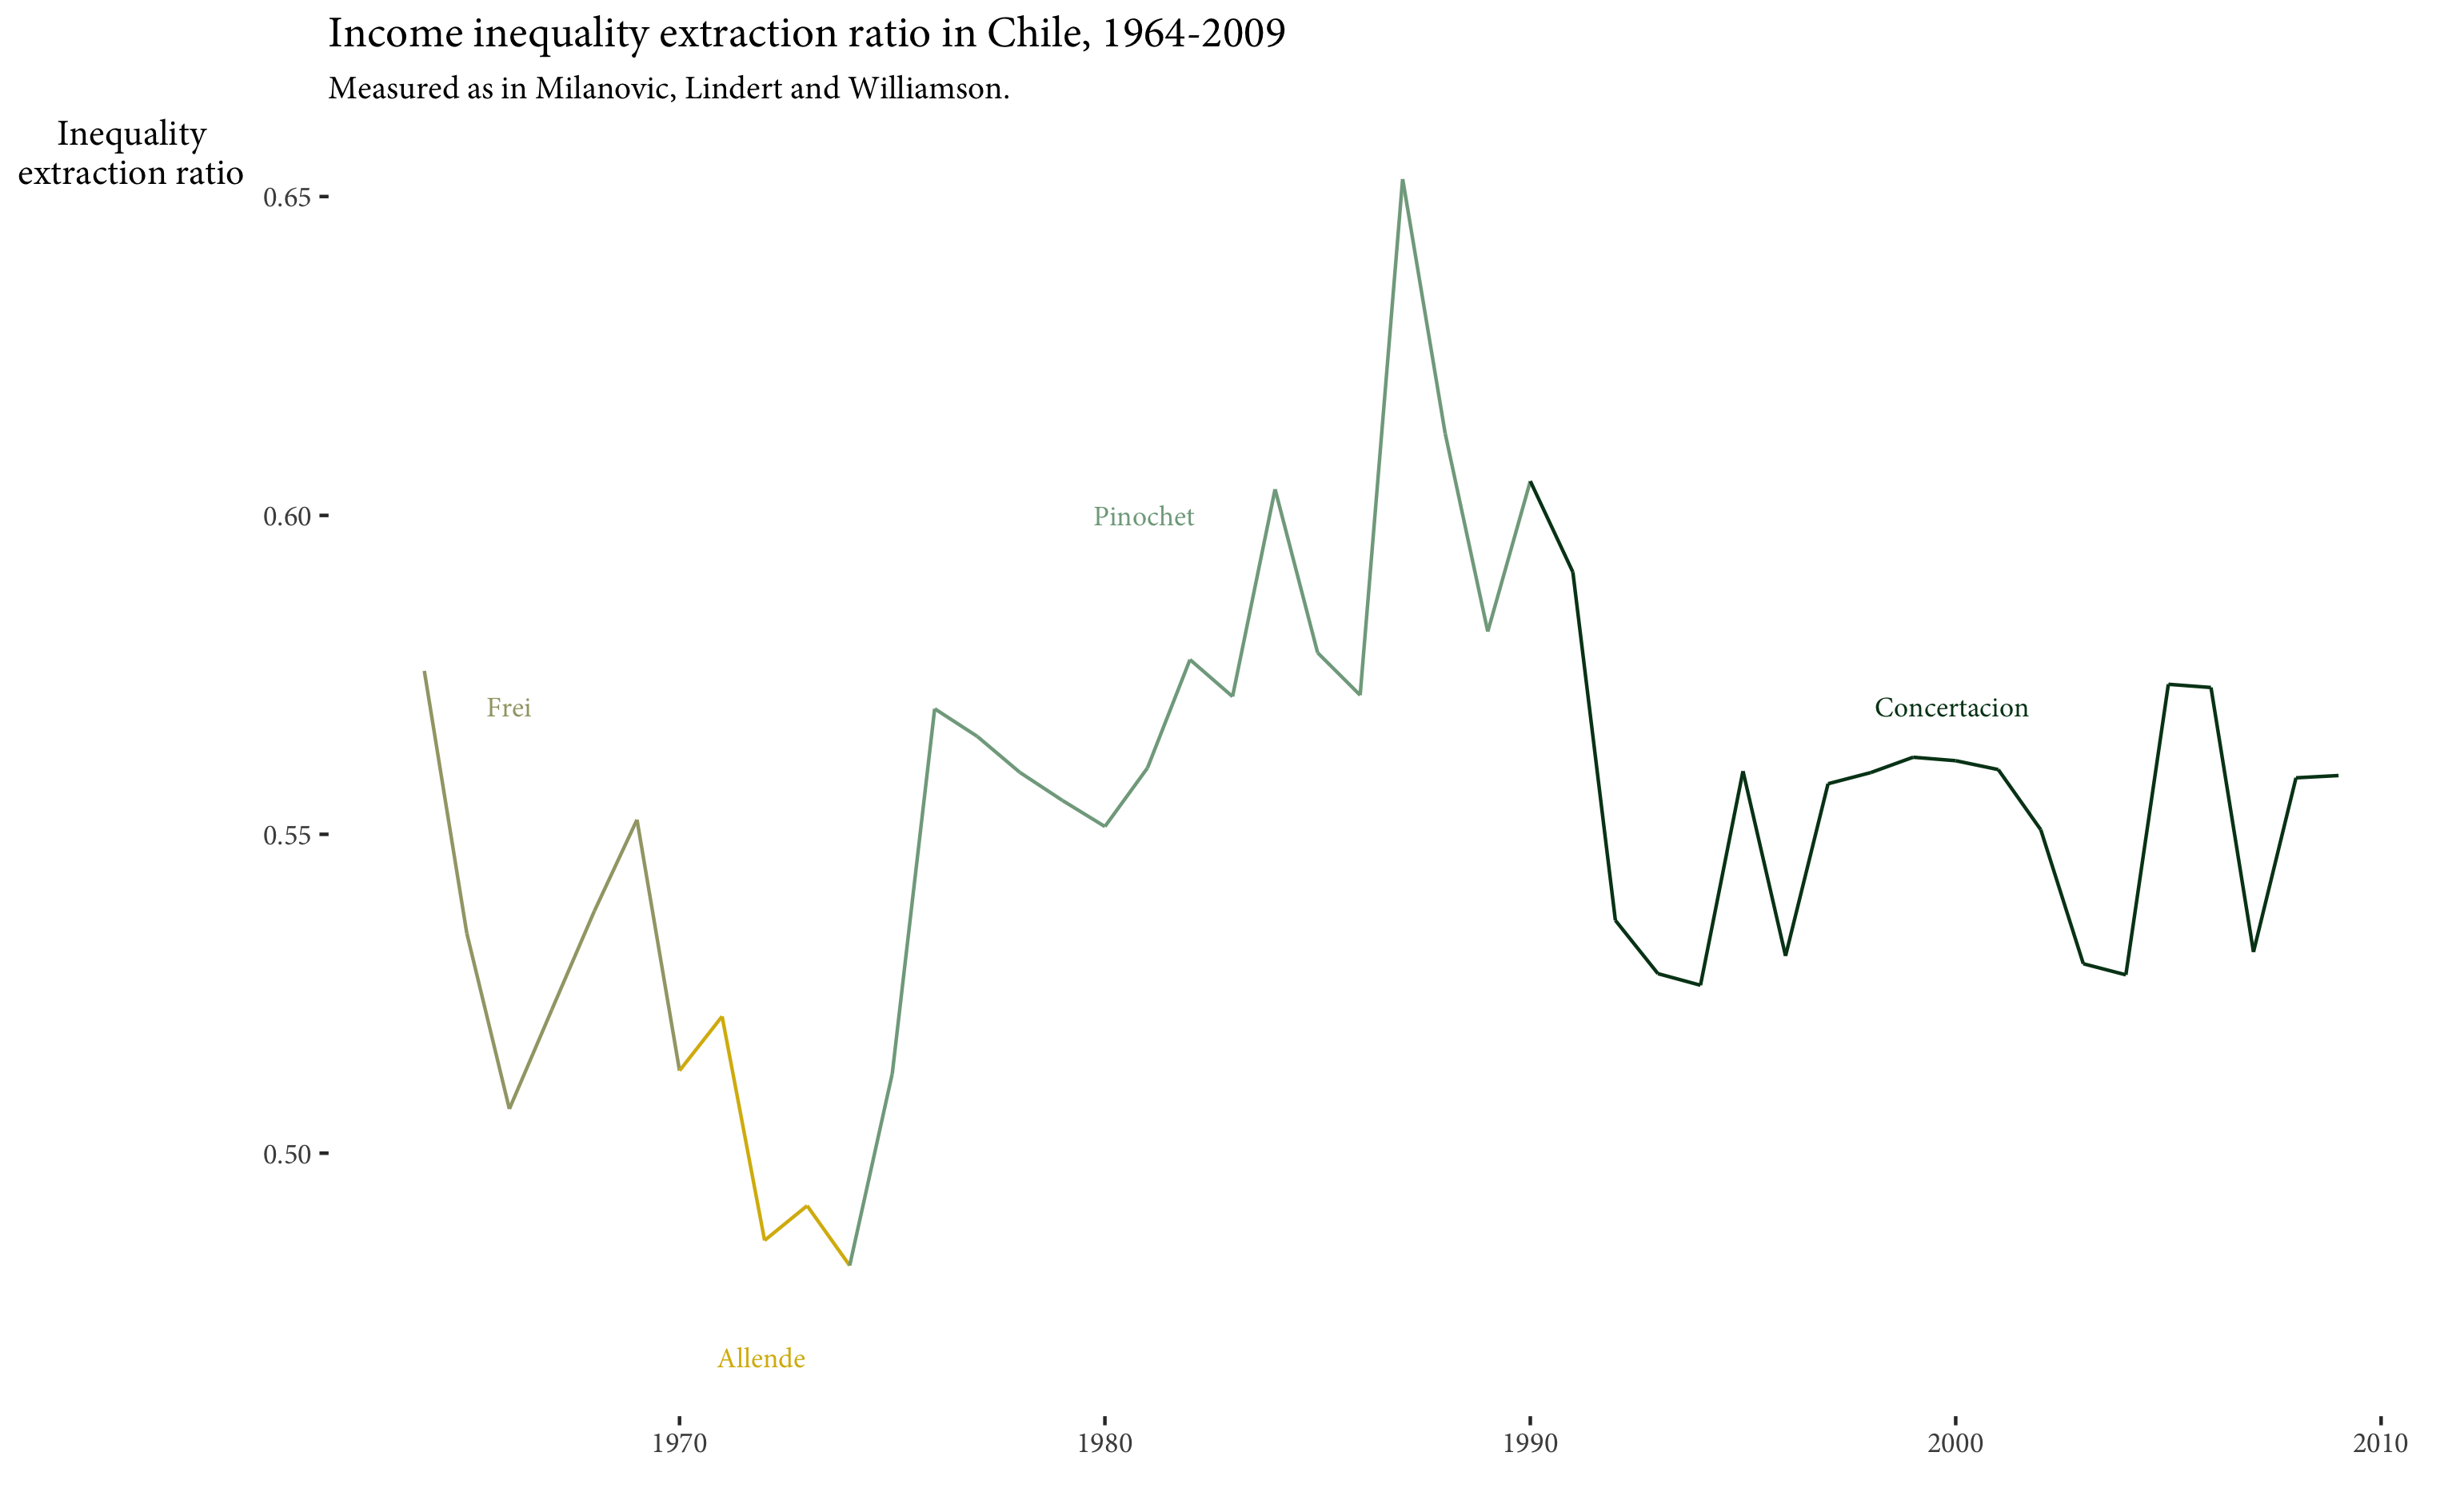 Income inequality extraction ratio in Chile, 1964-2009
Measured as in Milanovic, Lindert and Williamson.
Inequality
extraction ratio
0.65
0.60
0.55
0.50
Pinochet
Frei
Concertacion
Allende
1970
1980
1990
2000
2010